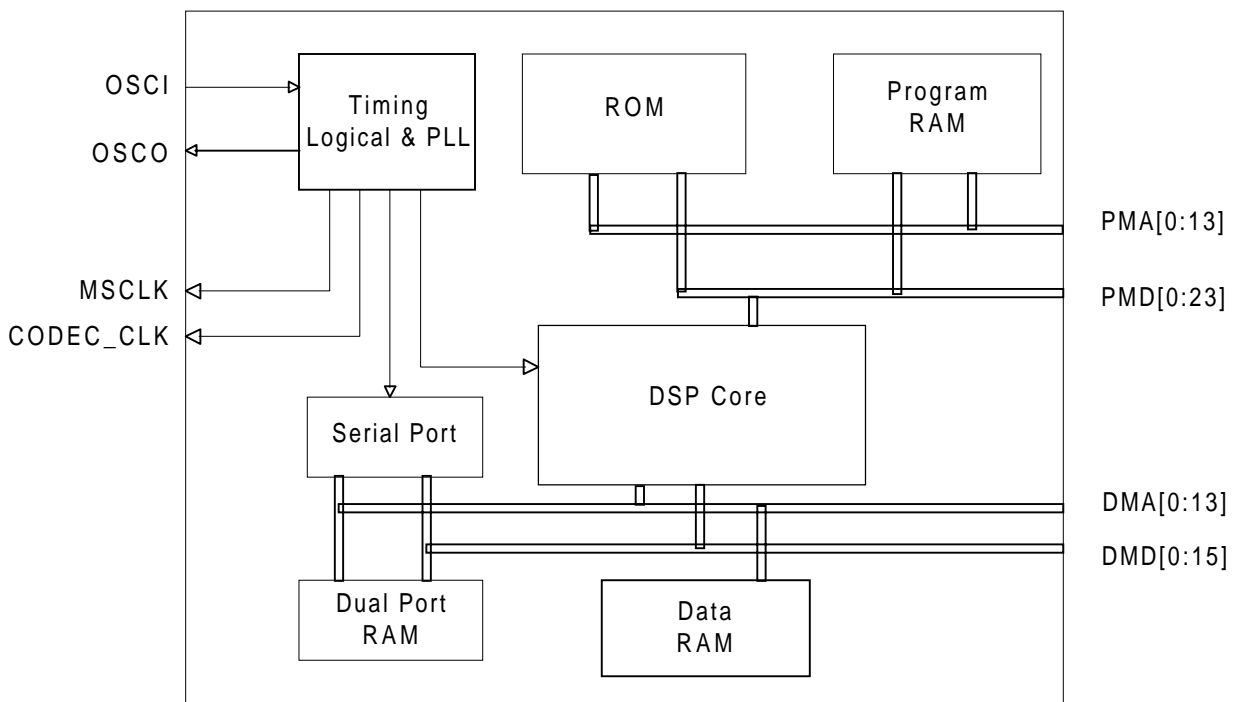 OSCI
OSCO
MSCLK
CODEC_CLK
Timing
Logical & PLL
ROM
Program
RAM
PMA[0:13]
PMD[0:23]
DSP Core
Serial Port
DMA[0:13]
DMD[0:15]
Dual Port
RAM
Data
RAM